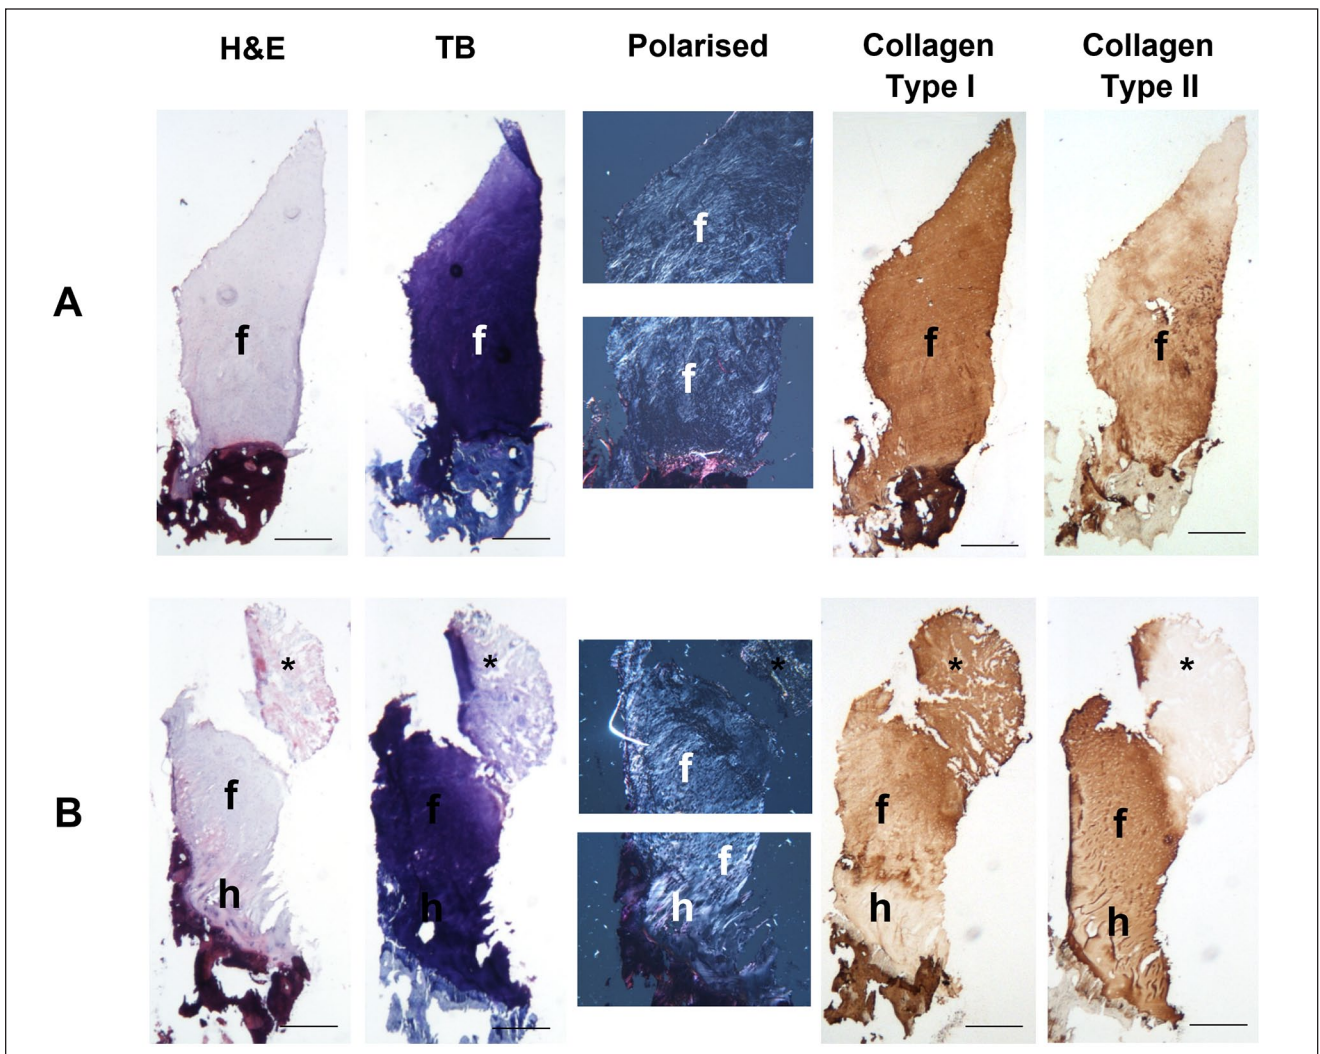 H&E TB Polarised Collagen Type I Collagen Type II
A
f f f f f
f
B
* * * * *
f f f f f
f
h h h h h